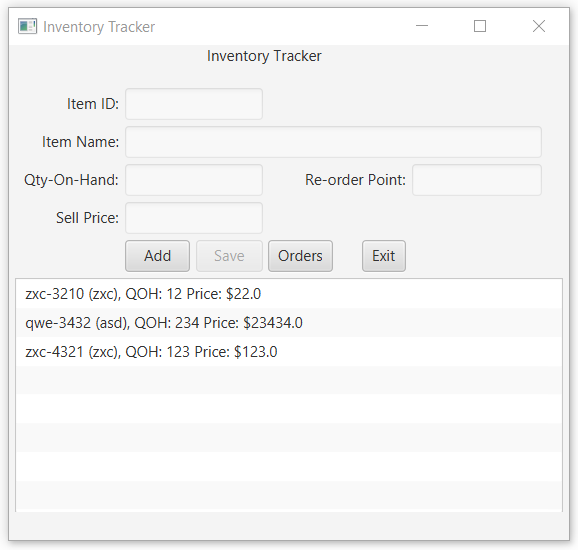 Inventory Tracker
Inventory Tracker
Item ID:
Item Name:
Qty-On-Hand: Re-order Point:
Sell Price:
Add Save Orders Exit
zxc-3210 (zxc), QOH: 12 Price: $22.0
qwe-3432 (asd), QOH: 234 Price: $23434.0
zxc-4321 (zxc), QOH: 123 Price: $123.0